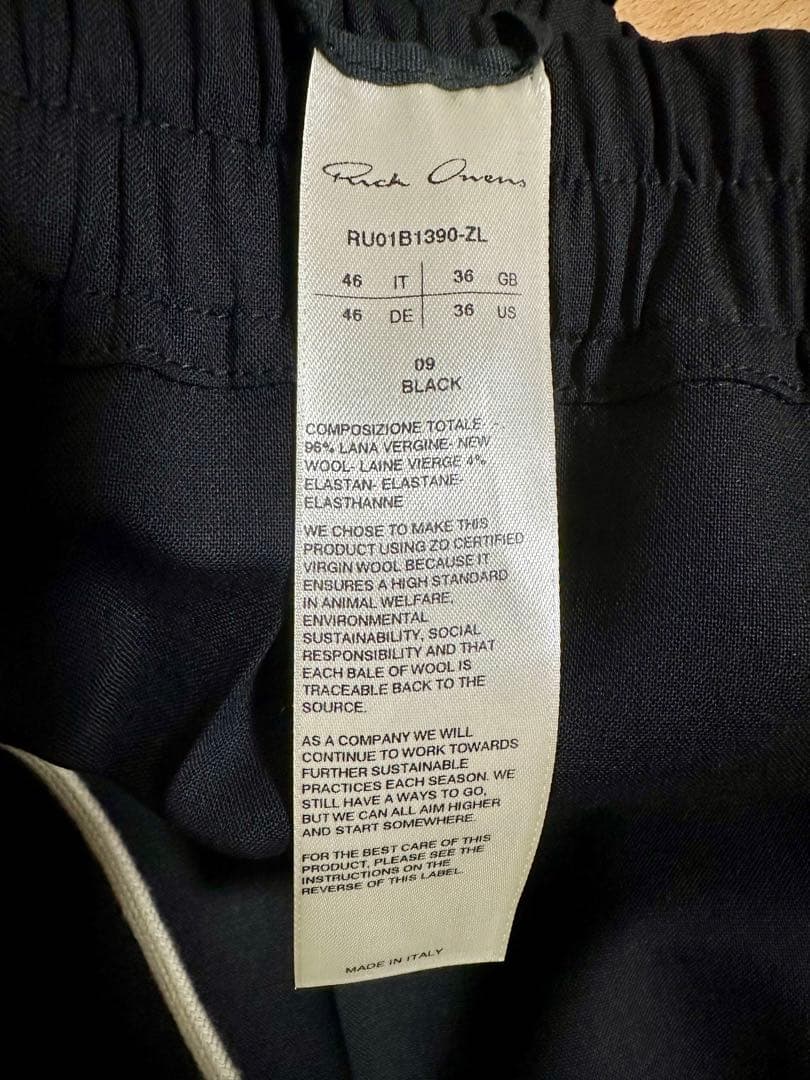 Rick Owens
RU01B1390-ZL
46 IT 36 GB
46 DE 36 US
09
BLACK
COMPOSIZIONE TOTALE -
96% LANA VERGINE- NEW
WOOL- LAINE VIERGE 4%
ELASTAN- ELASTANE-
ELASTHANNE
WE CHOSE TO MAKE THIS
PRODUCT USING ZQ CERTIFIED
VIRGIN WOOL BECAUSE IT
ENSURES A HIGH STANDARD
IN ANIMAL WELFARE,
ENVIRONMENTAL
SUSTAINABILITY, SOCIAL
RESPONSIBILITY AND THAT
EACH BALE OF WOOL IS
TRACEABLE BACK TO THE
SOURCE.
AS A COMPANY WE WILL
CONTINUE TO WORK TOWARDS
FURTHER SUSTAINABLE
PRACTICES EACH SEASON. WE
STILL HAVE A WAYS TO GO,
BUT WE CAN ALL AIM HIGHER
AND START SOMEWHERE.
FOR THE BEST CARE OF THIS
PRODUCT, PLEASE SEE THE
INSTRUCTIONS ON THE
REVERSE OF THIS LABEL.
MADE IN ITALY